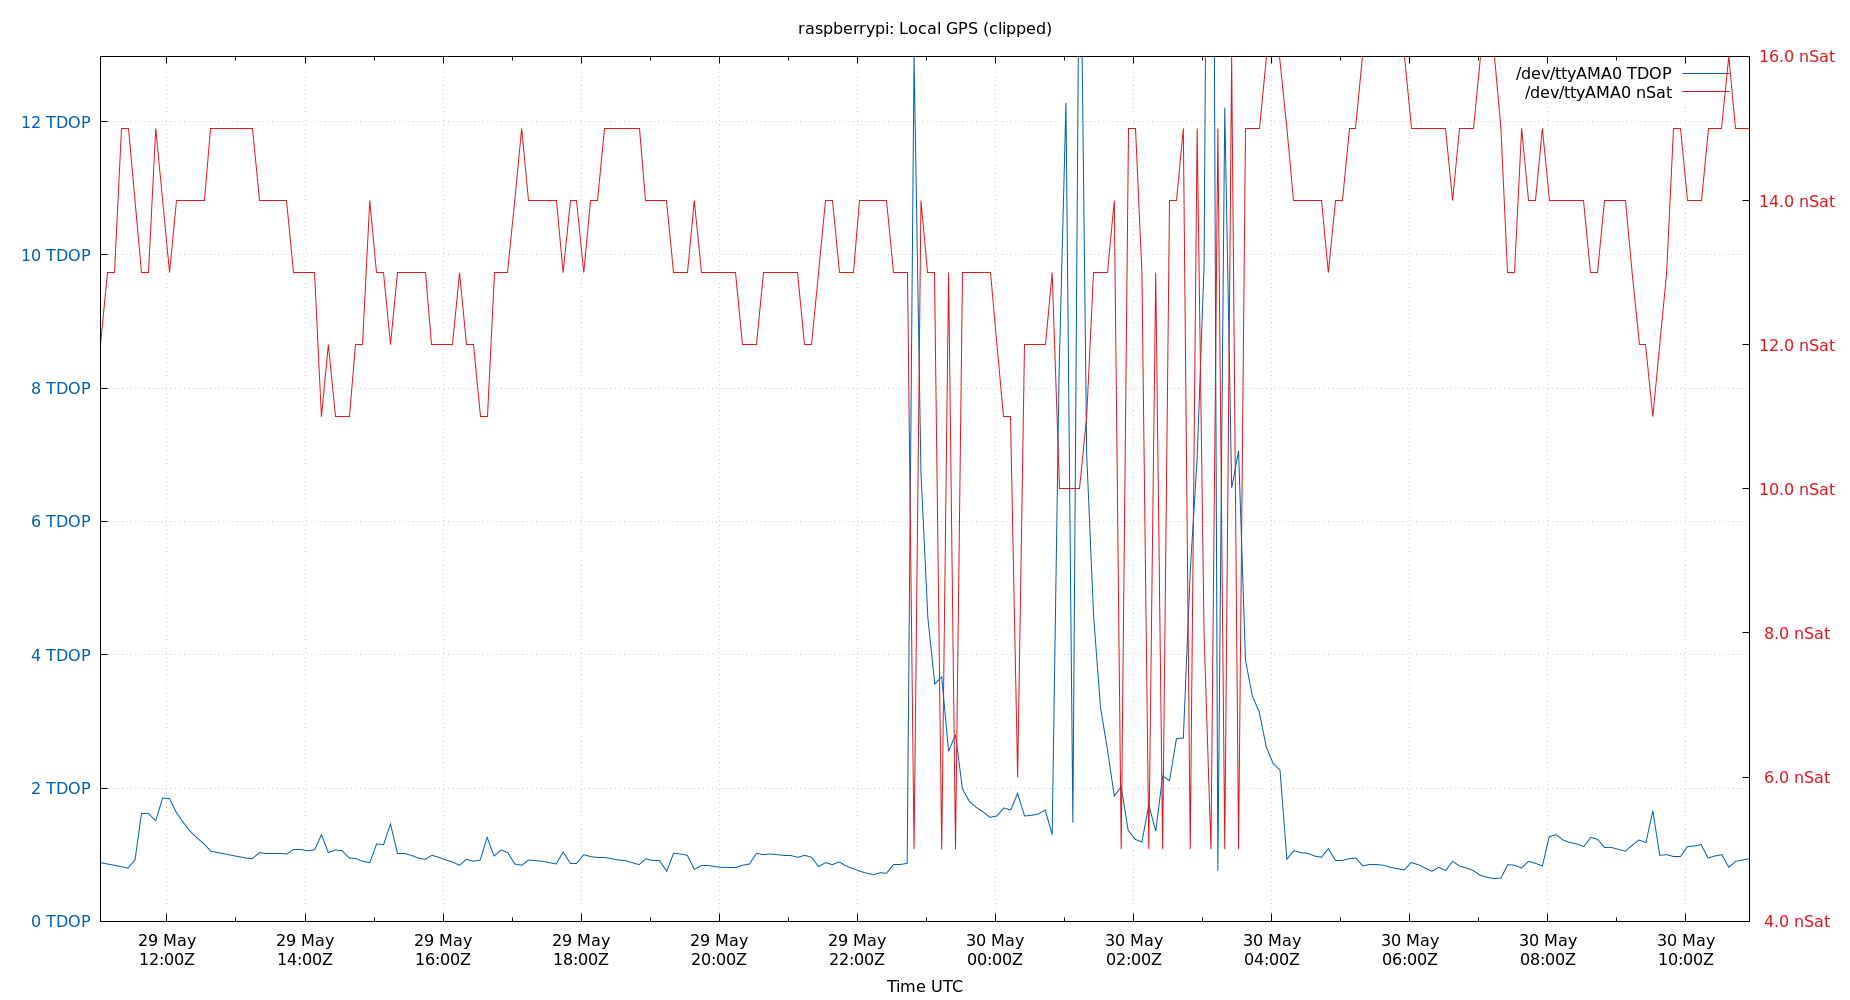 raspberrypi: Local GPS (clipped)
/dev/ttyAMA0 TDOP
/dev/ttyAMA0 nSat
12 TDOP
10 TDOP
8 TDOP
6 TDOP
4 TDOP
2 TDOP
0 TDOP
16.0 nSat
14.0 nSat
12.0 nSat
10.0 nSat
8.0 nSat
6.0 nSat
4.0 nSat
29 May
12:00Z
29 May
14:00Z
29 May
16:00Z
29 May
18:00Z
29 May
20:00Z
29 May
22:00Z
30 May
00:00Z
30 May
02:00Z
30 May
04:00Z
30 May
06:00Z
30 May
08:00Z
30 May
10:00Z
Time UTC